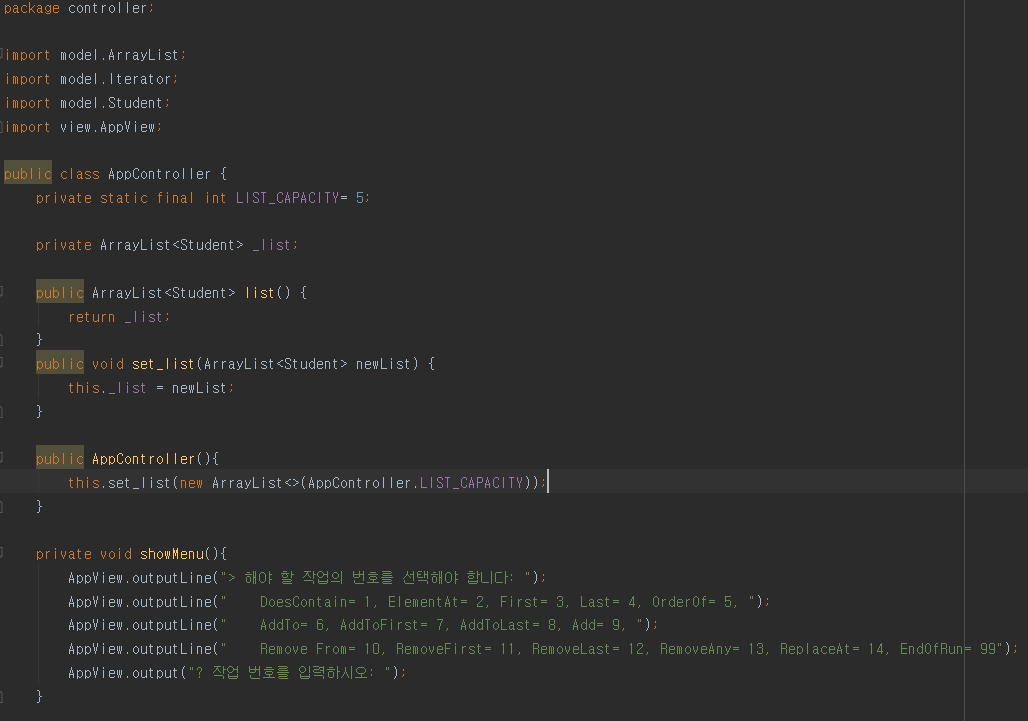 package controller;
import model.ArrayList;
import model.Iterator;
import model.Student;
import view.AppView;
public class AppController {
    private static final int LIST_CAPACITY= 5;
    private ArrayList<Student> _list;
    public ArrayList<Student> list() {
        return _list;
    }
    public void set_list(ArrayList<Student> newList) {
        this._list = newList;
    }
    public AppController(){
        this.set_list(new ArrayList<>(AppController.LIST_CAPACITY));
    }
    private void showMenu(){
        AppView.outputLine("> 해야 할 작업의 번호를 선택해야 합니다: ");
        AppView.outputLine("    DoesContain= 1, ElementAt= 2, First= 3, Last= 4, OrderOf= 5, ");
        AppView.outputLine("    AddTo= 6, AddToFirst= 7, AddToLast= 8, Add= 9, ");
        AppView.outputLine("    Remove From= 10, RemoveFirst= 11, RemoveLast= 12, RemoveAny= 13, ReplaceAt= 14, EndOfRun= 99");
        AppView.output("? 작업 번호를 입력하시오: ");
    }